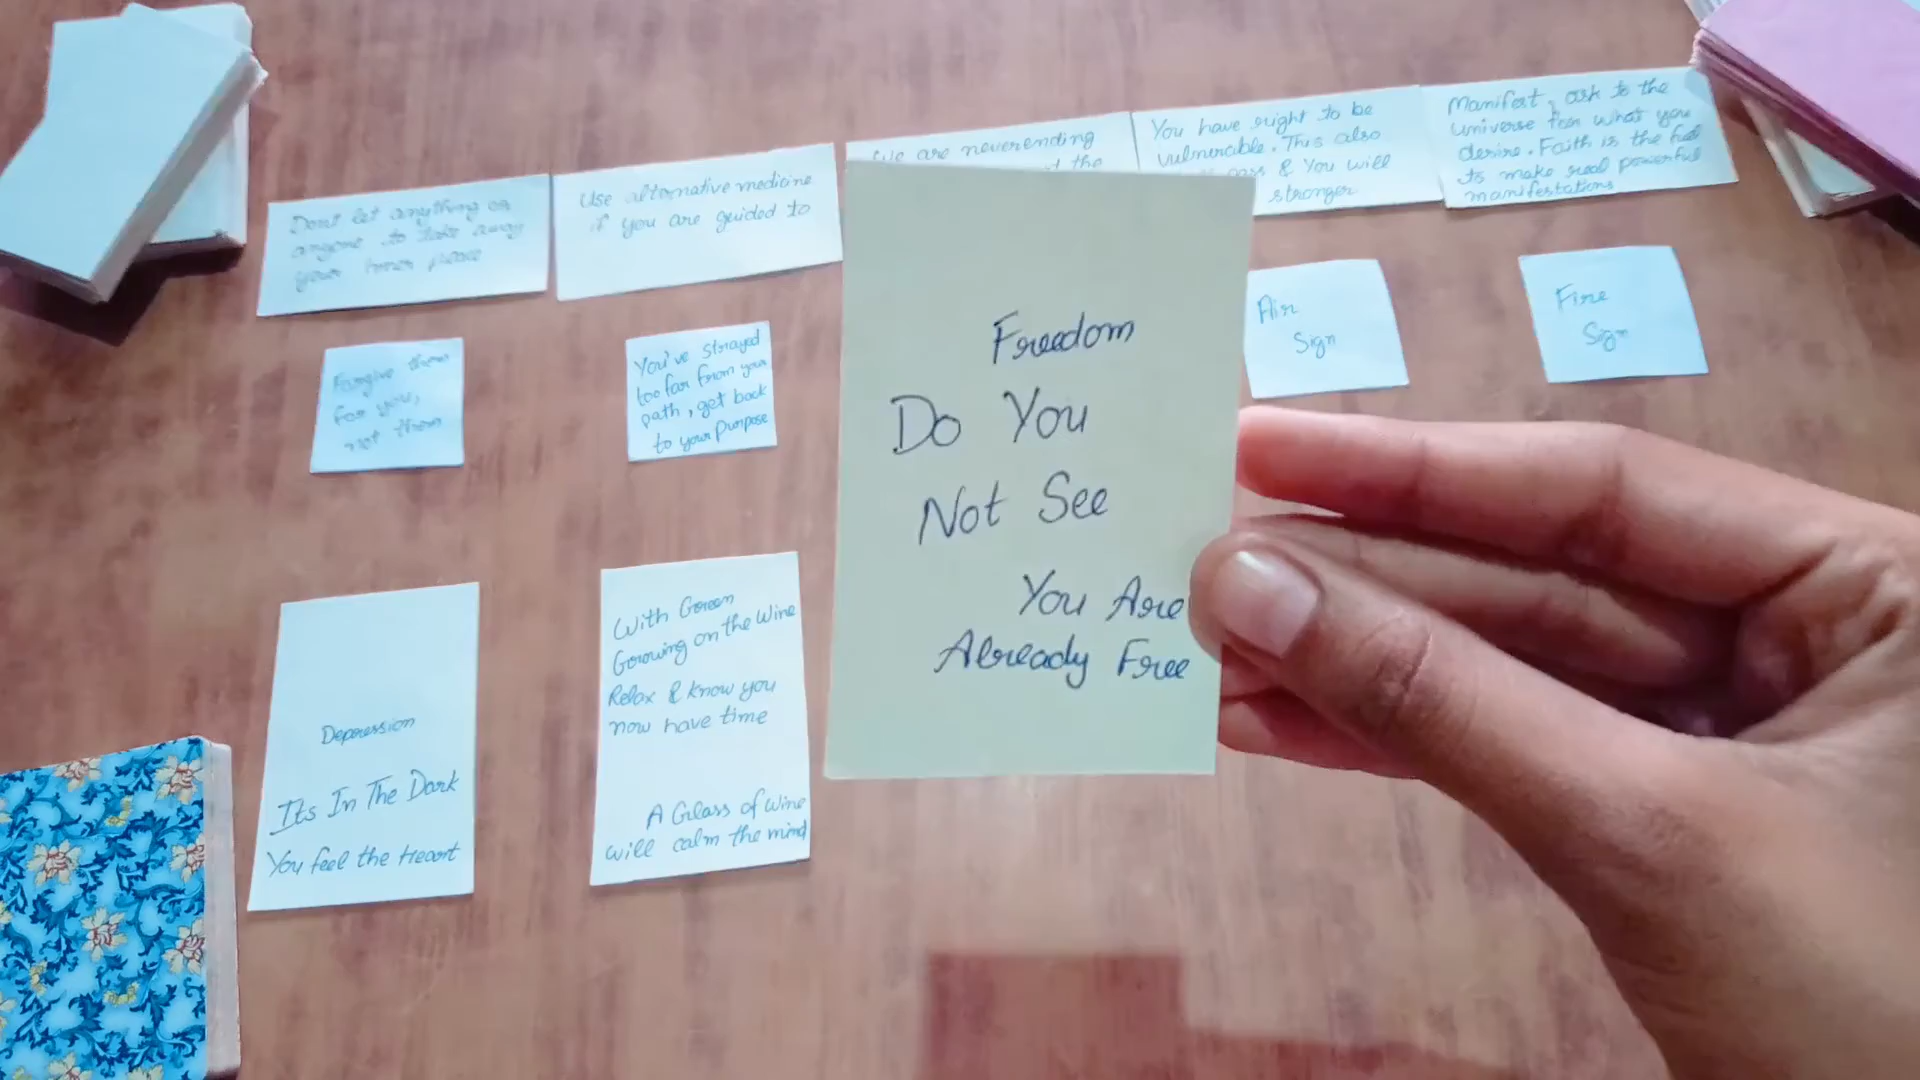 Don't let anything or
anyone to take away
your inner peace
Use alternative medicine
if you are guided to
We are neverending
the
You have right to be
vulnerable. This also
pass & You will
stronger
Manifest, ask to the
universe for what you
desire. Faith is the fuel
to make real powerful
manifestations
Forgive them
for you,
not them
You've strayed
too far from your
path, get back
to your purpose
Air
Sign
Fire
Sign
Freedom
Do You
Not See
You Are
Already Free
Depression
Its In The Dark
You feel the Heart
With Green
Growing on the Wine
Relax & know you
now have time
A Glass of Wine
will calm the mind